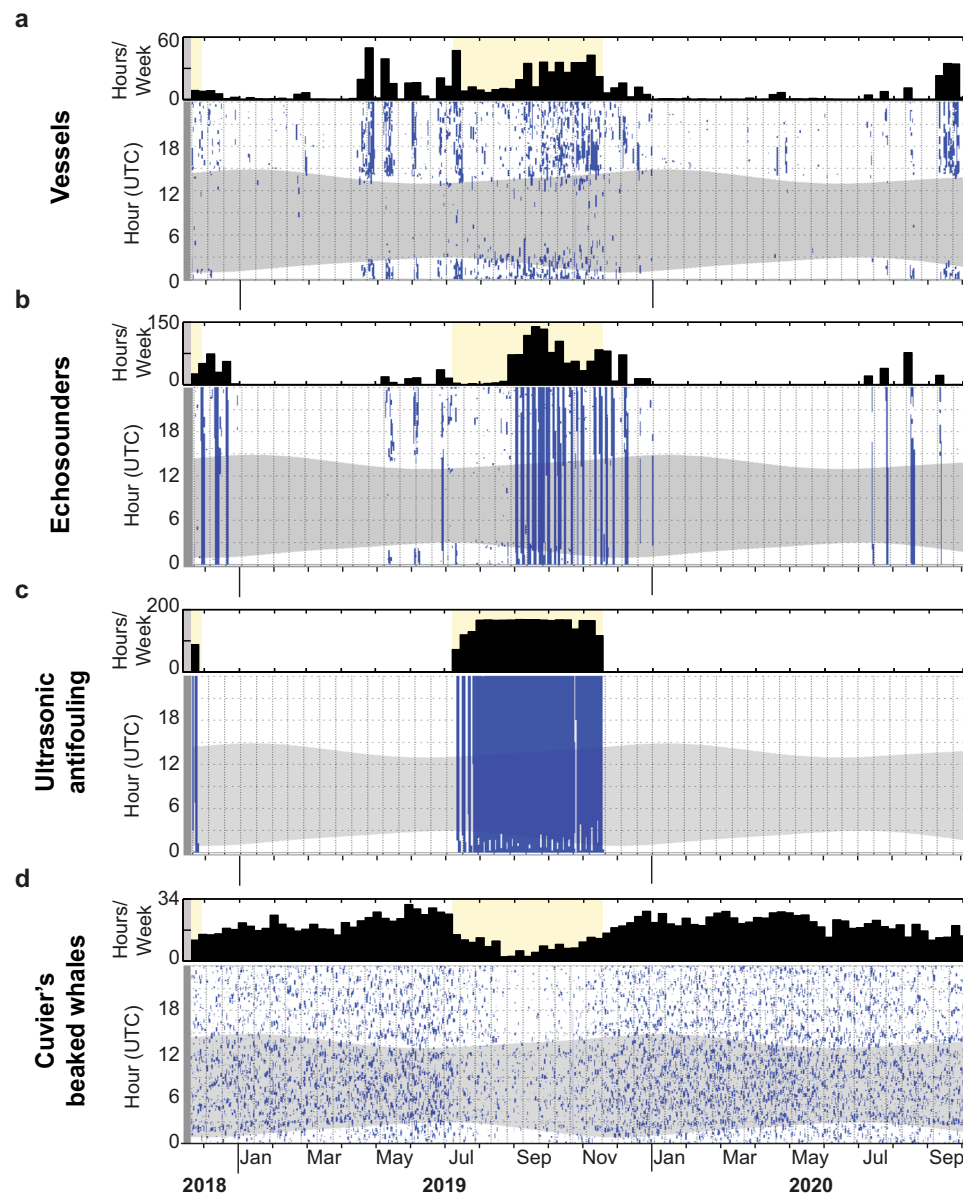 a
Vessels
Hours/
Week
60
0
Hour (UTC)
18
12
6
0
b
Echosounders
Hours/
Week
150
0
Hour (UTC)
18
12
6
0
c
Ultrasonic
antifouling
Hours/
Week
200
0
Hour (UTC)
18
12
6
0
d
Cuvier's
beaked whales
Hours/
Week
34
0
Hour (UTC)
18
12
6
0
Jan Mar May Jul Sep Nov Jan Mar May Jul Sep
2018 2019 2020